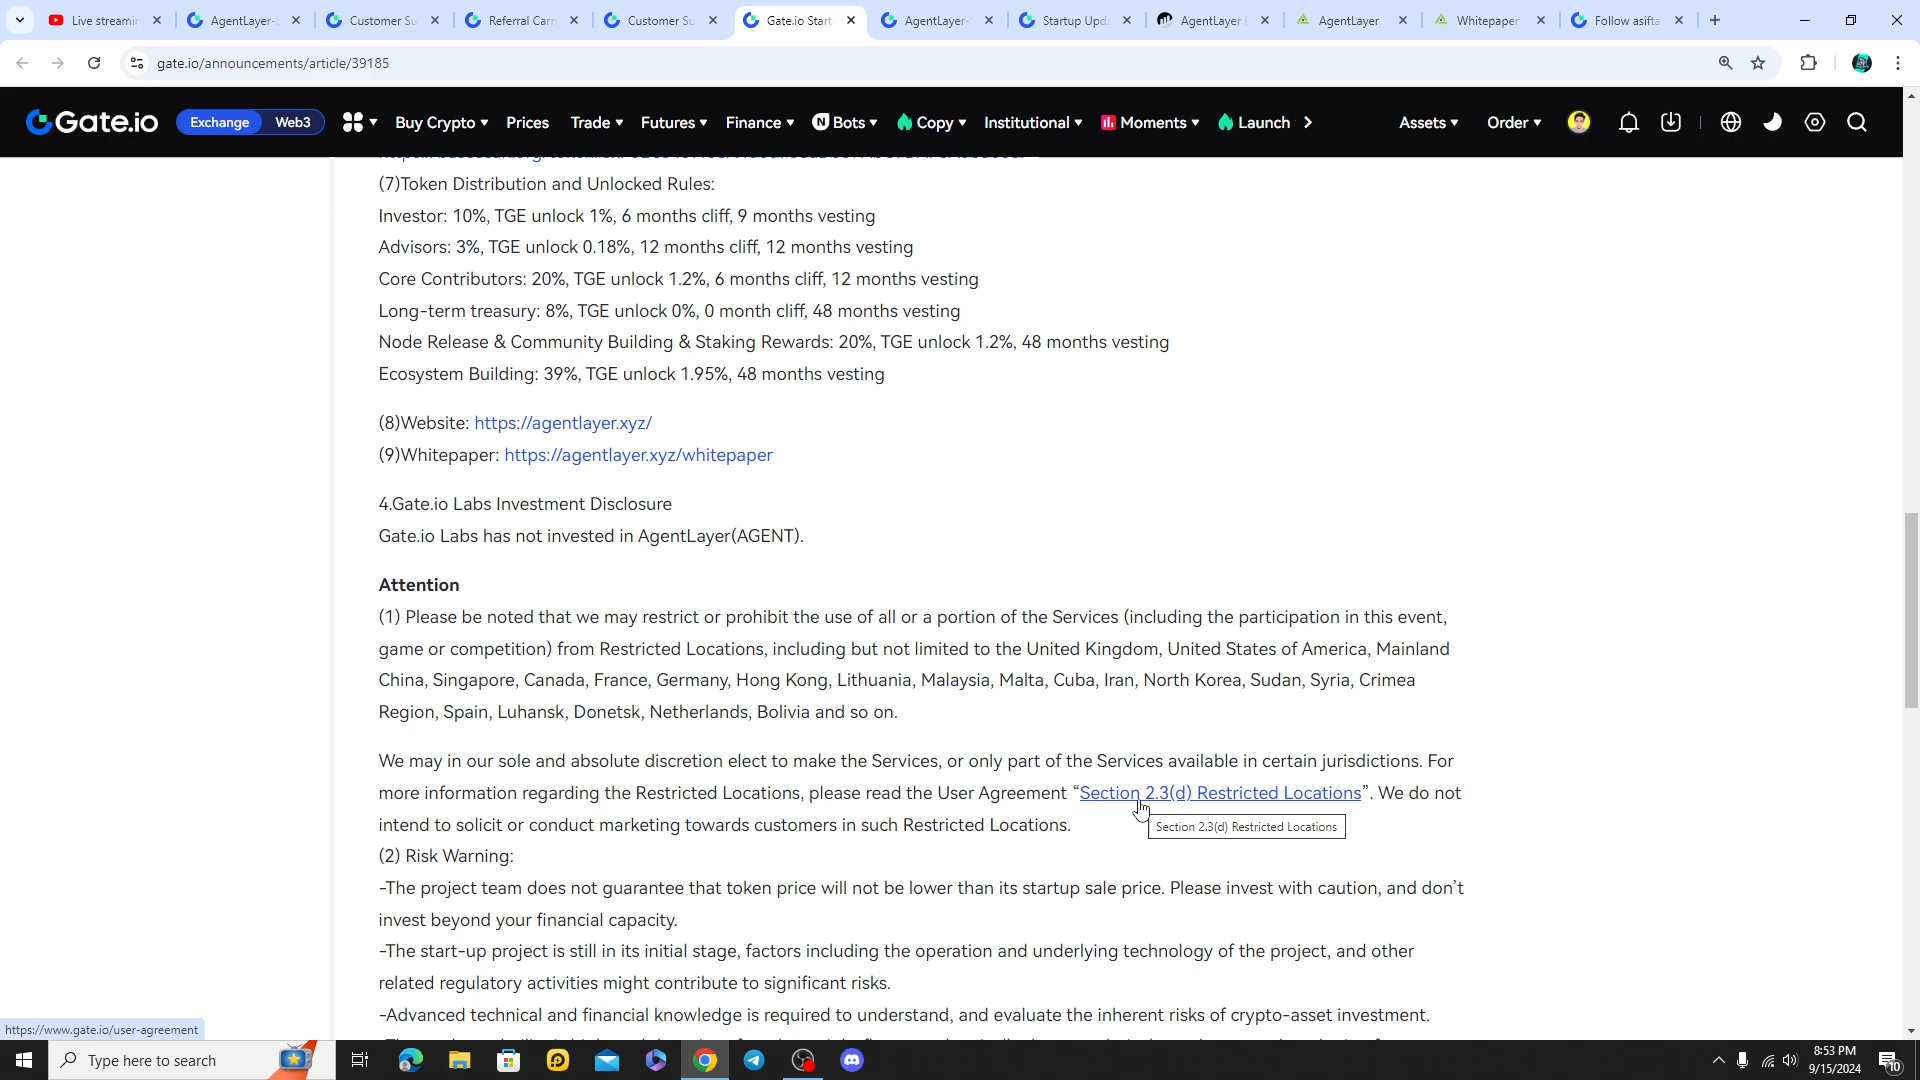 Live streamin
AgentLayer-
Customer Su
Referral Cam
Customer Su
Gate.io Start
AgentLayer-
Startup Upda
AgentLayer
AgentLayer
Whitepaper
Follow asifta
gate.io/announcements/article/39185
Gate.io
Exchange
Web3
Buy Crypto
Prices
Trade
Futures
Finance
Bots
Copy
Institutional
Moments
Launch
Assets
Order
(7)Token Distribution and Unlocked Rules:
Investor: 10%, TGE unlock 1%, 6 months cliff, 9 months vesting
Advisors: 3%, TGE unlock 0.18%, 12 months cliff, 12 months vesting
Core Contributors: 20%, TGE unlock 1.2%, 6 months cliff, 12 months vesting
Long-term treasury: 8%, TGE unlock 0%, 0 month cliff, 48 months vesting
Node Release & Community Building & Staking Rewards: 20%, TGE unlock 1.2%, 48 months vesting
Ecosystem Building: 39%, TGE unlock 1.95%, 48 months vesting
(8)Website: https://agentlayer.xyz/
(9)Whitepaper: https://agentlayer.xyz/whitepaper
4.Gate.io Labs Investment Disclosure
Gate.io Labs has not invested in AgentLayer(AGENT).
Attention
(1) Please be noted that we may restrict or prohibit the use of all or a portion of the Services (including the participation in this event,
game or competition) from Restricted Locations, including but not limited to the United Kingdom, United States of America, Mainland
China, Singapore, Canada, France, Germany, Hong Kong, Lithuania, Malaysia, Malta, Cuba, Iran, North Korea, Sudan, Syria, Crimea
Region, Spain, Luhansk, Donetsk, Netherlands, Bolivia and so on.
We may in our sole and absolute discretion elect to make the Services, or only part of the Services available in certain jurisdictions. For
more information regarding the Restricted Locations, please read the User Agreement “Section 2.3(d) Restricted Locations”. We do not
intend to solicit or conduct marketing towards customers in such Restricted Locations.
Section 2.3(d) Restricted Locations
(2) Risk Warning:
-The project team does not guarantee that token price will not be lower than its startup sale price. Please invest with caution, and don’t
invest beyond your financial capacity.
-The start-up project is still in its initial stage, factors including the operation and underlying technology of the project, and other
related regulatory activities might contribute to significant risks.
-Advanced technical and financial knowledge is required to understand, and evaluate the inherent risks of crypto-asset investment.
https://www.gate.io/user-agreement
Type here to search
8:53 PM
9/15/2024
10